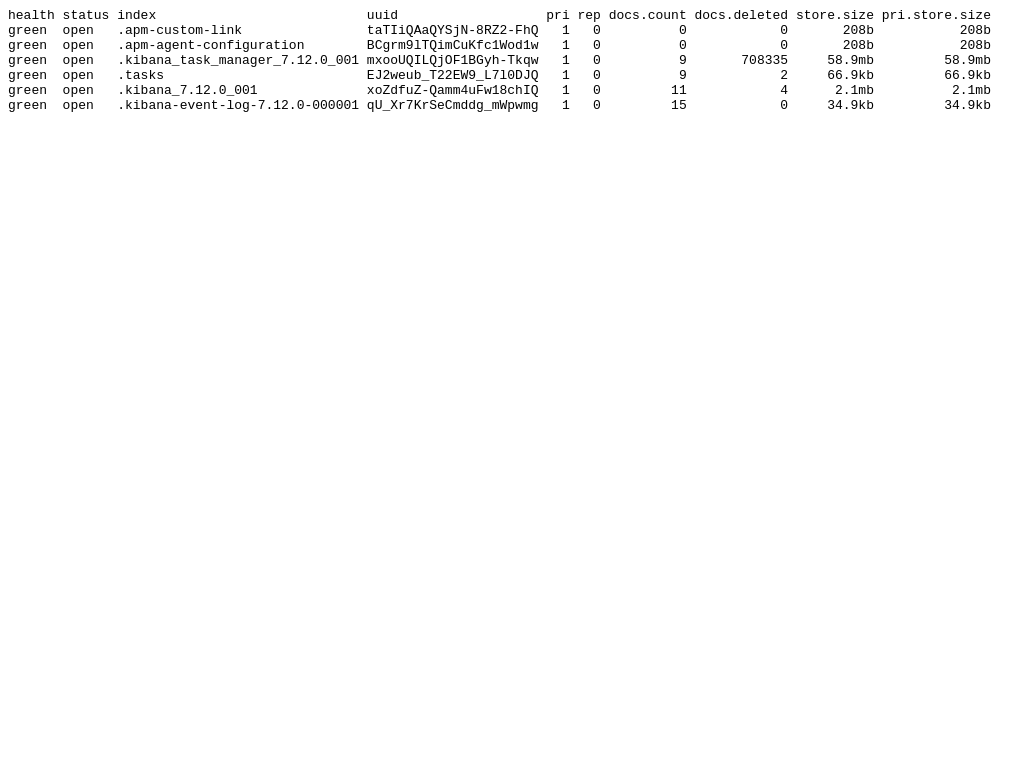 health status index                           uuid                   pri rep docs.count docs.deleted store.size pri.store.size
green  open   .apm-custom-link                taTIiQAaQYSjN-8RZ2-FhQ   1   0          0            0       208b           208b
green  open   .apm-agent-configuration        BCgrm9lTQimCuKfc1Wod1w   1   0          0            0       208b           208b
green  open   .kibana_task_manager_7.12.0_001 mxooUQILQjOF1BGyh-Tkqw   1   0          9       708335     58.9mb         58.9mb
green  open   .tasks                          EJ2weub_T22EW9_L7l0DJQ   1   0          9            2     66.9kb         66.9kb
green  open   .kibana_7.12.0_001              xoZdfuZ-Qamm4uFw18chIQ   1   0         11            4      2.1mb          2.1mb
green  open   .kibana-event-log-7.12.0-000001 qU_Xr7KrSeCmddg_mWpwmg   1   0         15            0     34.9kb         34.9kb